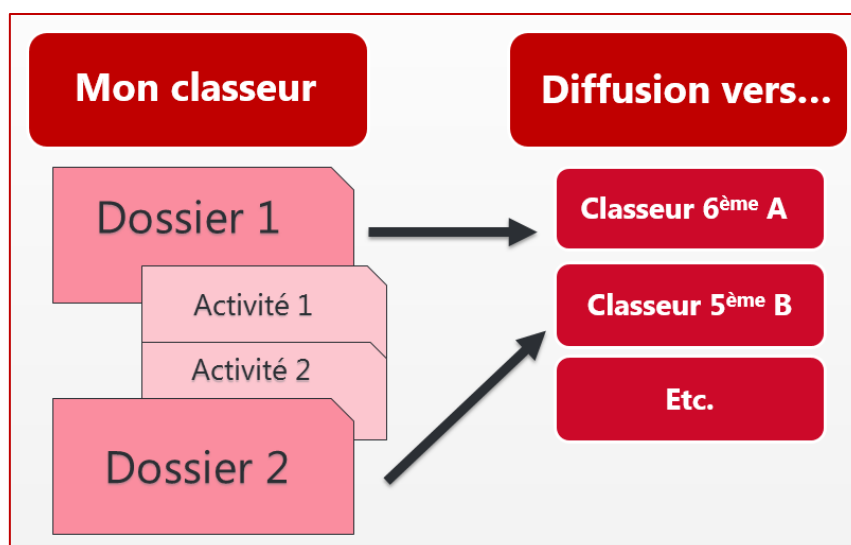 Mon classeur
Dossier 1
Activité 1
Activité 2
Dossier 2
Diffusion vers...
Classeur 6ème A
Classeur 5ème B
Etc.